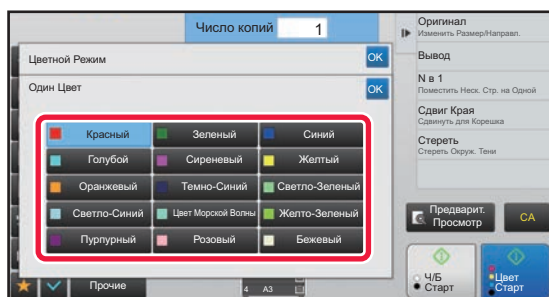 Число копий 1
Цветной Режим OK
Один Цвет OK
Красный Зеленый Синий
Голубой Сиреневый Желтый
Оранжевый Темно-Синий Светло-Зеленый
Светло-Синий Цвет Морской Волны Желто-Зеленый
Пурпурный Розовый Бежевый
Прочие
4 A3
Оригинал
Изменить Размер/Направл.
Вывод
N в 1
Поместить Неск. Стр. на Одной
Сдвиг Края
Сдвинуть для Корешка
Стереть
Стереть Окруж. Тени
Предварит.
Просмотр
CA
Ч/Б
Старт
Цвет
Старт